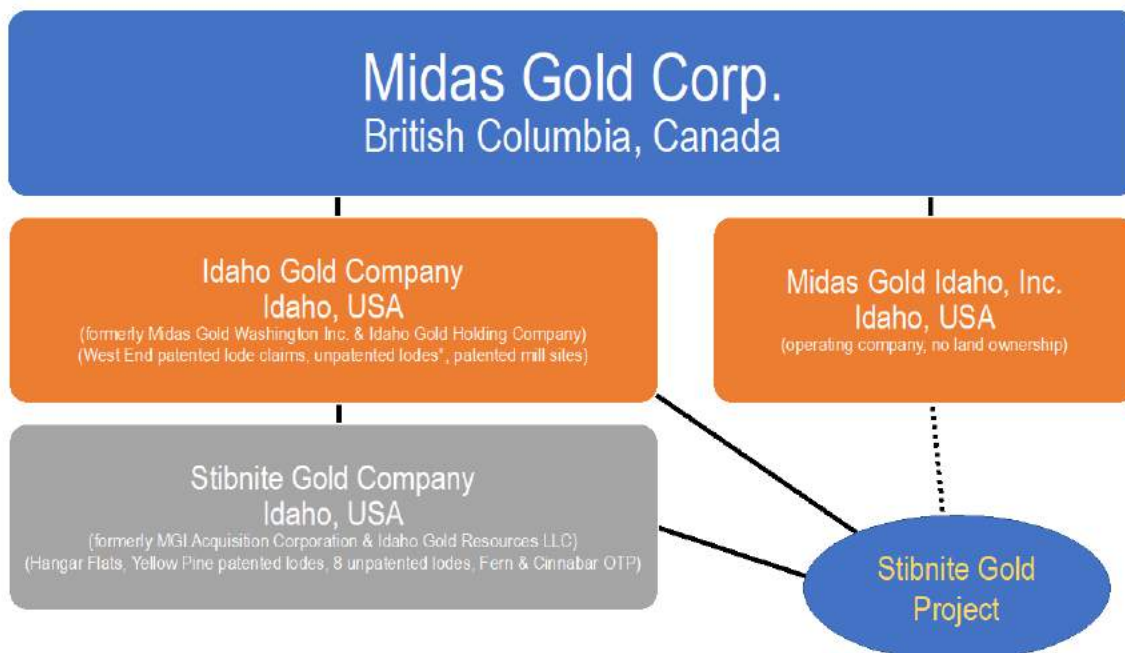 Midas Gold Corp.
British Columbia, Canada
Idaho Gold Company
Idaho, USA
(formerly Midas Gold Washington Inc. & Idaho Gold Holding Company)
(West End patented lode claims, unpatented lodes*, patented mill sites)
Midas Gold Idaho, Inc.
Idaho, USA
(operating company, no land ownership)
Stibnite Gold Company
Idaho, USA
(formerly MGI Acquisition Corporation & Idaho Gold Resources LLC)
(Hangar Flats, Yellow Pine patented lodes, 8 unpatented lodes, Fern & Cinnabar OTP)
Stibnite Gold
Project